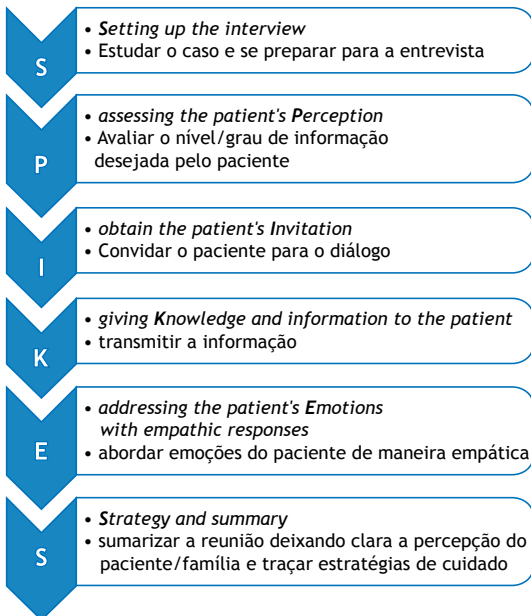 S
• Setting up the interview
• Estudar o caso e se preparar para a entrevista
P
• assessing the patient's Perception
• Avaliar o nível/grau de informação
desejada pelo paciente
I
• obtain the patient's Invitation
• Convidar o paciente para o diálogo
K
• giving Knowledge and information to the patient
• transmitir a informação
E
• addressing the patient's Emotions
with empathic responses
• abordar emoções do paciente de maneira empática
S
• Strategy and summary
• sumarizar a reunião deixando clara a percepção do
paciente/família e traçar estratégias de cuidado